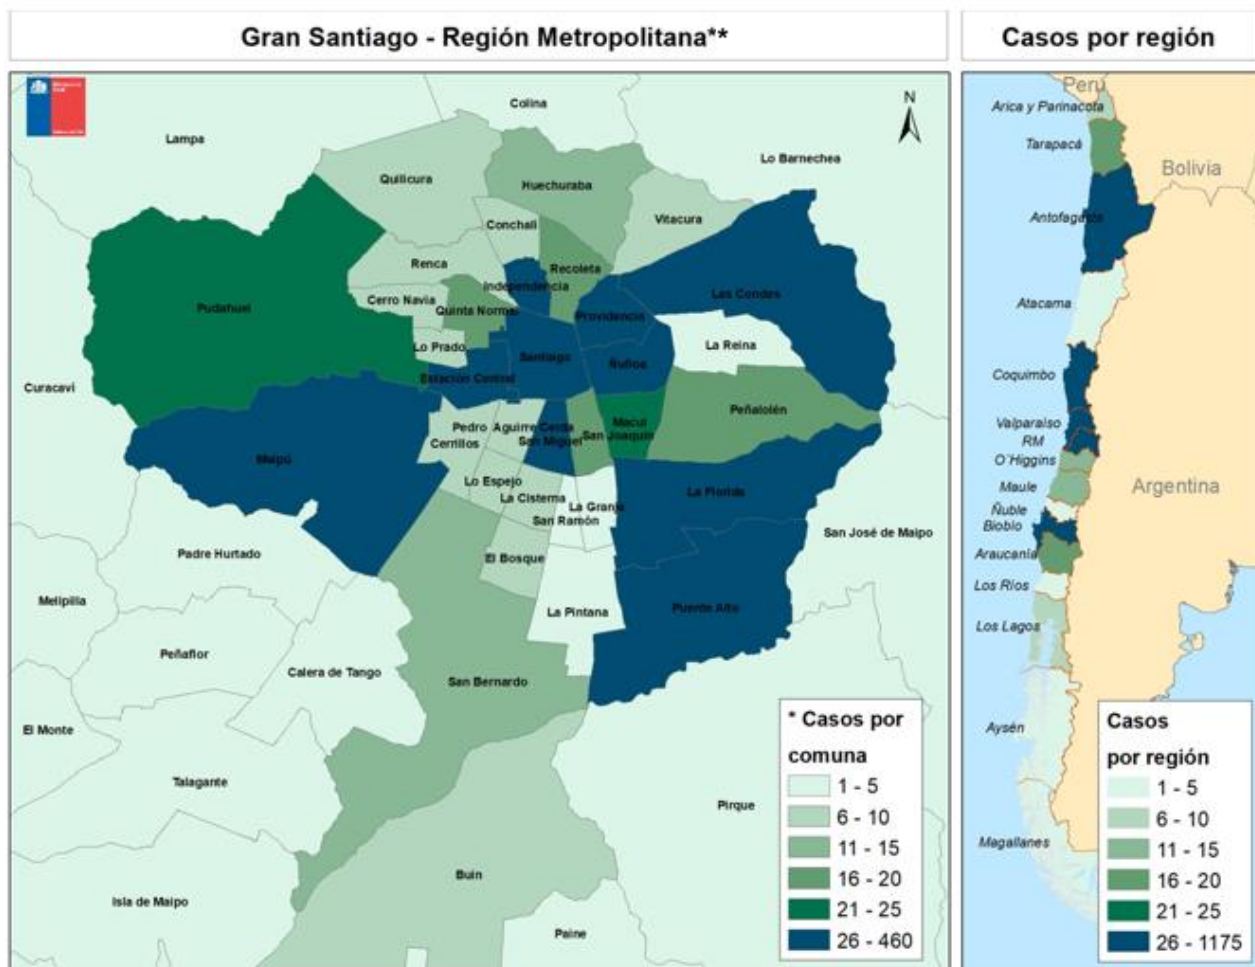 Gran Santiago - Región Metropolitana**
Casos por región
N
Colina
Lampa
Lo Barnechea
Quilicura
Huechuraba
Vitacura
Conchalí
Renca
Recoleta
Independencia
Cerro Navia
Quinta Normal
Las Condes
Pudahuel
Providencia
Lo Prado
Santiago
Ñuñoa
La Reina
Estación Central
Curacaví
Peñalolén
Macul
San Joaquín
Pedro Aguirre Cerda
Cerrillos
San Miguel
Maipú
Lo Espejo
La Cisterna
La Granja
San Ramón
La Florida
San José de Maipo
Padre Hurtado
El Bosque
Melipilla
La Pintana
Puente Alto
Peñaflor
Calera de Tango
San Bernardo
El Monte
Talagante
Pirque
Buin
Isla de Maipo
Paine
* Casos por
comuna
1 - 5
6 - 10
11 - 15
16 - 20
21 - 25
26 - 460
Perú
Arica y Parinacota
Tarapacá
Bolivia
Antofagasta
Atacama
Coquimbo
Valparaíso
RM
O´Higgins
Maule
Argentina
Ñuble
Biobío
Araucanía
Los Ríos
Los Lagos
Aysén
Magallanes
Casos
por región
1 - 5
6 - 10
11 - 15
16 - 20
21 - 25
26 - 1175